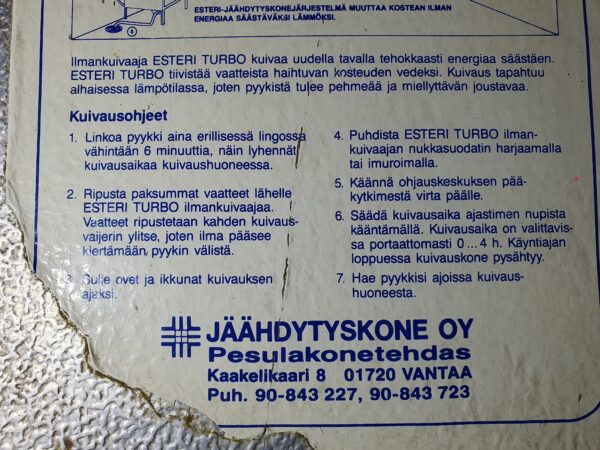 ESTERI-JÄÄHDYTYSKONEJÄRJESTELMÄ MUUTTAA KOSTEAN ILMAN
ENERGIAA SÄÄSTÄVÄKSI LÄMMÖKSI.
4
Ilmankuivaaja ESTERI TURBO kuivaa uudella tavalla tehokkaasti energiaa säästäen.
ESTERI TURBO tiivistää vaatteista haihtuvan kosteuden vedeksi. Kuivaus tapahtuu
alhaisessa lämpötilassa, joten pyykistä tulee pehmeää ja miellyttävän joustavaa.
Kuivausohjeet
1. Linkoa pyykki aina erillisessä lingossa
vähintään 6 minuuttia, näin lyhennät
kuivausaikaa kuivaushuoneessa.
2. Ripusta paksummat vaatteet lähelle
ESTERI TURBO ilmankuivaajaa.
Vaatteet ripustetaan kahden kuivaus-
vaijerin ylitse, joten ilma pääsee
kiertämään pyykin välistä.
3. Sulje ovet ja ikkunat kuivauksen
ajaksi.
4. Puhdista ESTERI TURBO ilman-
kuivaajan nukkasuodatin harjaamalla
tai imuroimalla.
5. Käännä ohjauskeskuksen pää-
kytkimestä virta päälle.
6. Säädä kuivausaika ajastimen nupista
kääntämällä. Kuivausaika on valittavis-
sa portaattomasti 0...4 h. Käyntiajan
loppuessa kuivauskone pysähtyy.
7. Hae pyykkisi ajoissa kuivaus-
huoneesta.
JÄÄHDYTYSKONE OY
Pesulakonetehdas
Kaakelikaari 8 01720 VANTAA
Puh. 90-843 227, 90-843 723